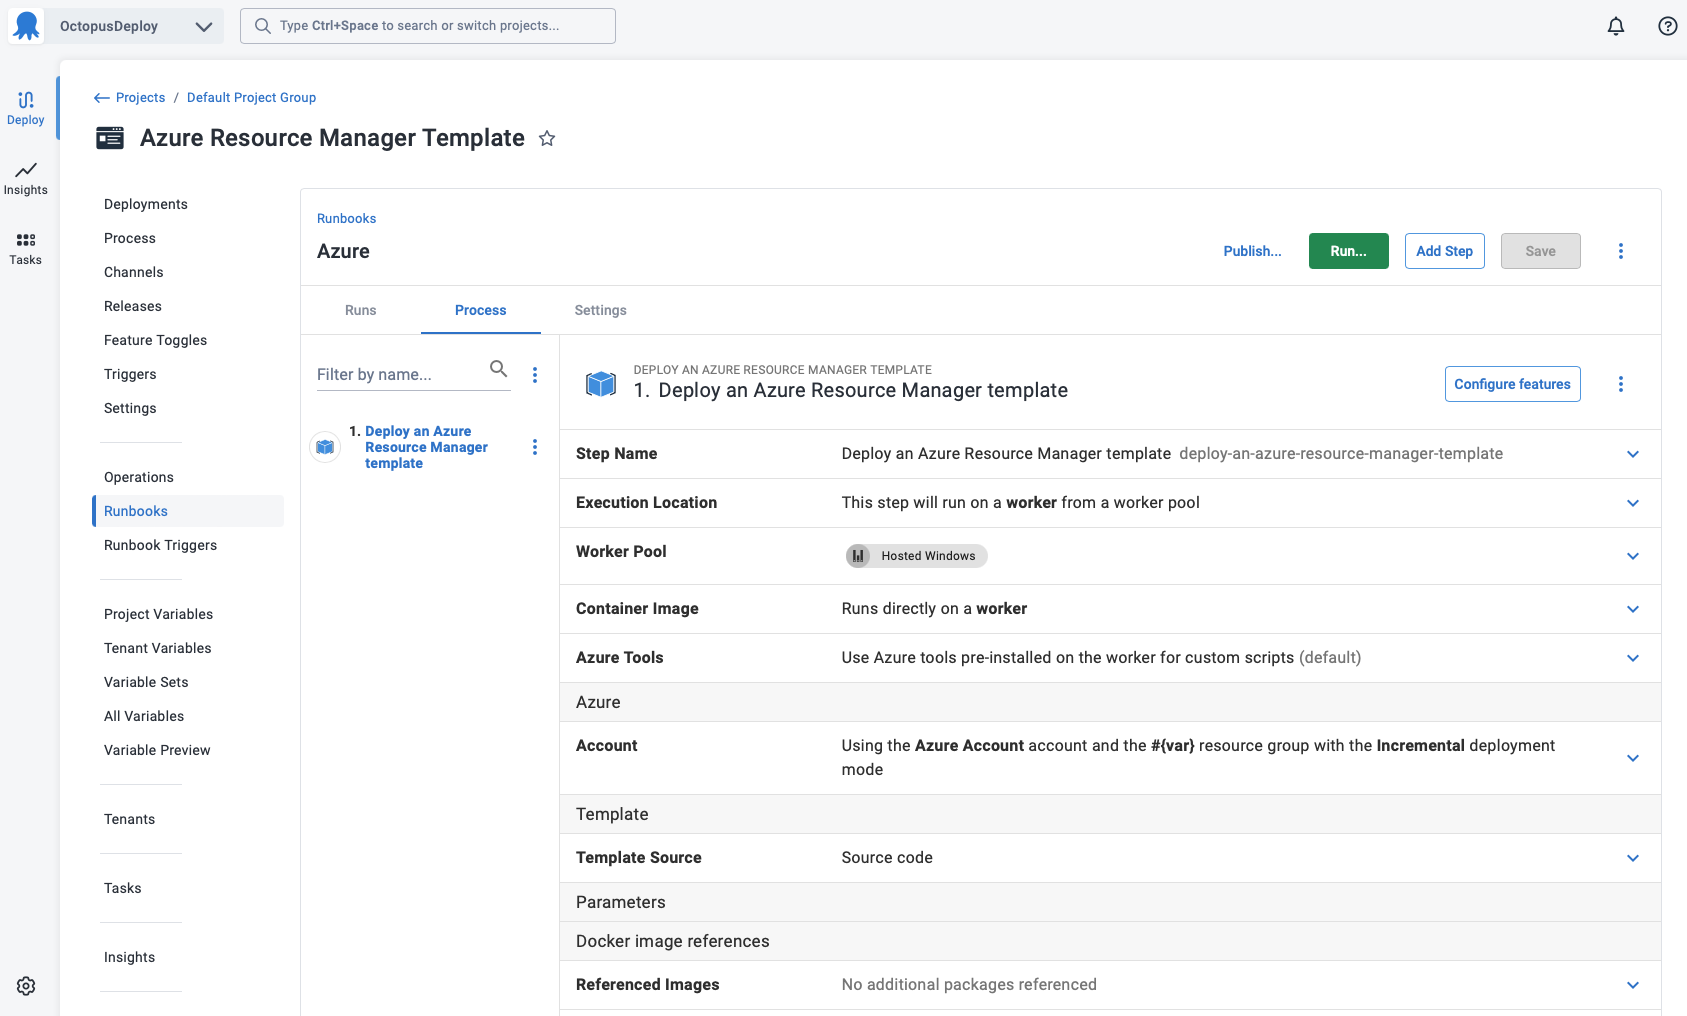 OctopusDeploy
Type Ctrl+Space to search or switch projects...
Deploy
Insights
Tasks
Projects / Default Project Group
Azure Resource Manager Template
Deployments
Process
Channels
Releases
Feature Toggles
Triggers
Settings
Operations
Runbooks
Runbook Triggers
Project Variables
Tenant Variables
Variable Sets
All Variables
Variable Preview
Tenants
Tasks
Insights
Runbooks
Azure
Publish...
Run...
Add Step
Save
Runs
Process
Settings
Filter by name...
1. Deploy an Azure
Resource Manager
template
DEPLOY AN AZURE RESOURCE MANAGER TEMPLATE
1. Deploy an Azure Resource Manager template
Configure features
Step Name
Deploy an Azure Resource Manager template deploy-an-azure-resource-manager-template
Execution Location
This step will run on a worker from a worker pool
Worker Pool
Hosted Windows
Container Image
Runs directly on a worker
Azure Tools
Use Azure tools pre-installed on the worker for custom scripts (default)
Azure
Account
Using the Azure Account account and the #{var} resource group with the Incremental deployment
mode
Template
Template Source
Source code
Parameters
Docker image references
Referenced Images
No additional packages referenced